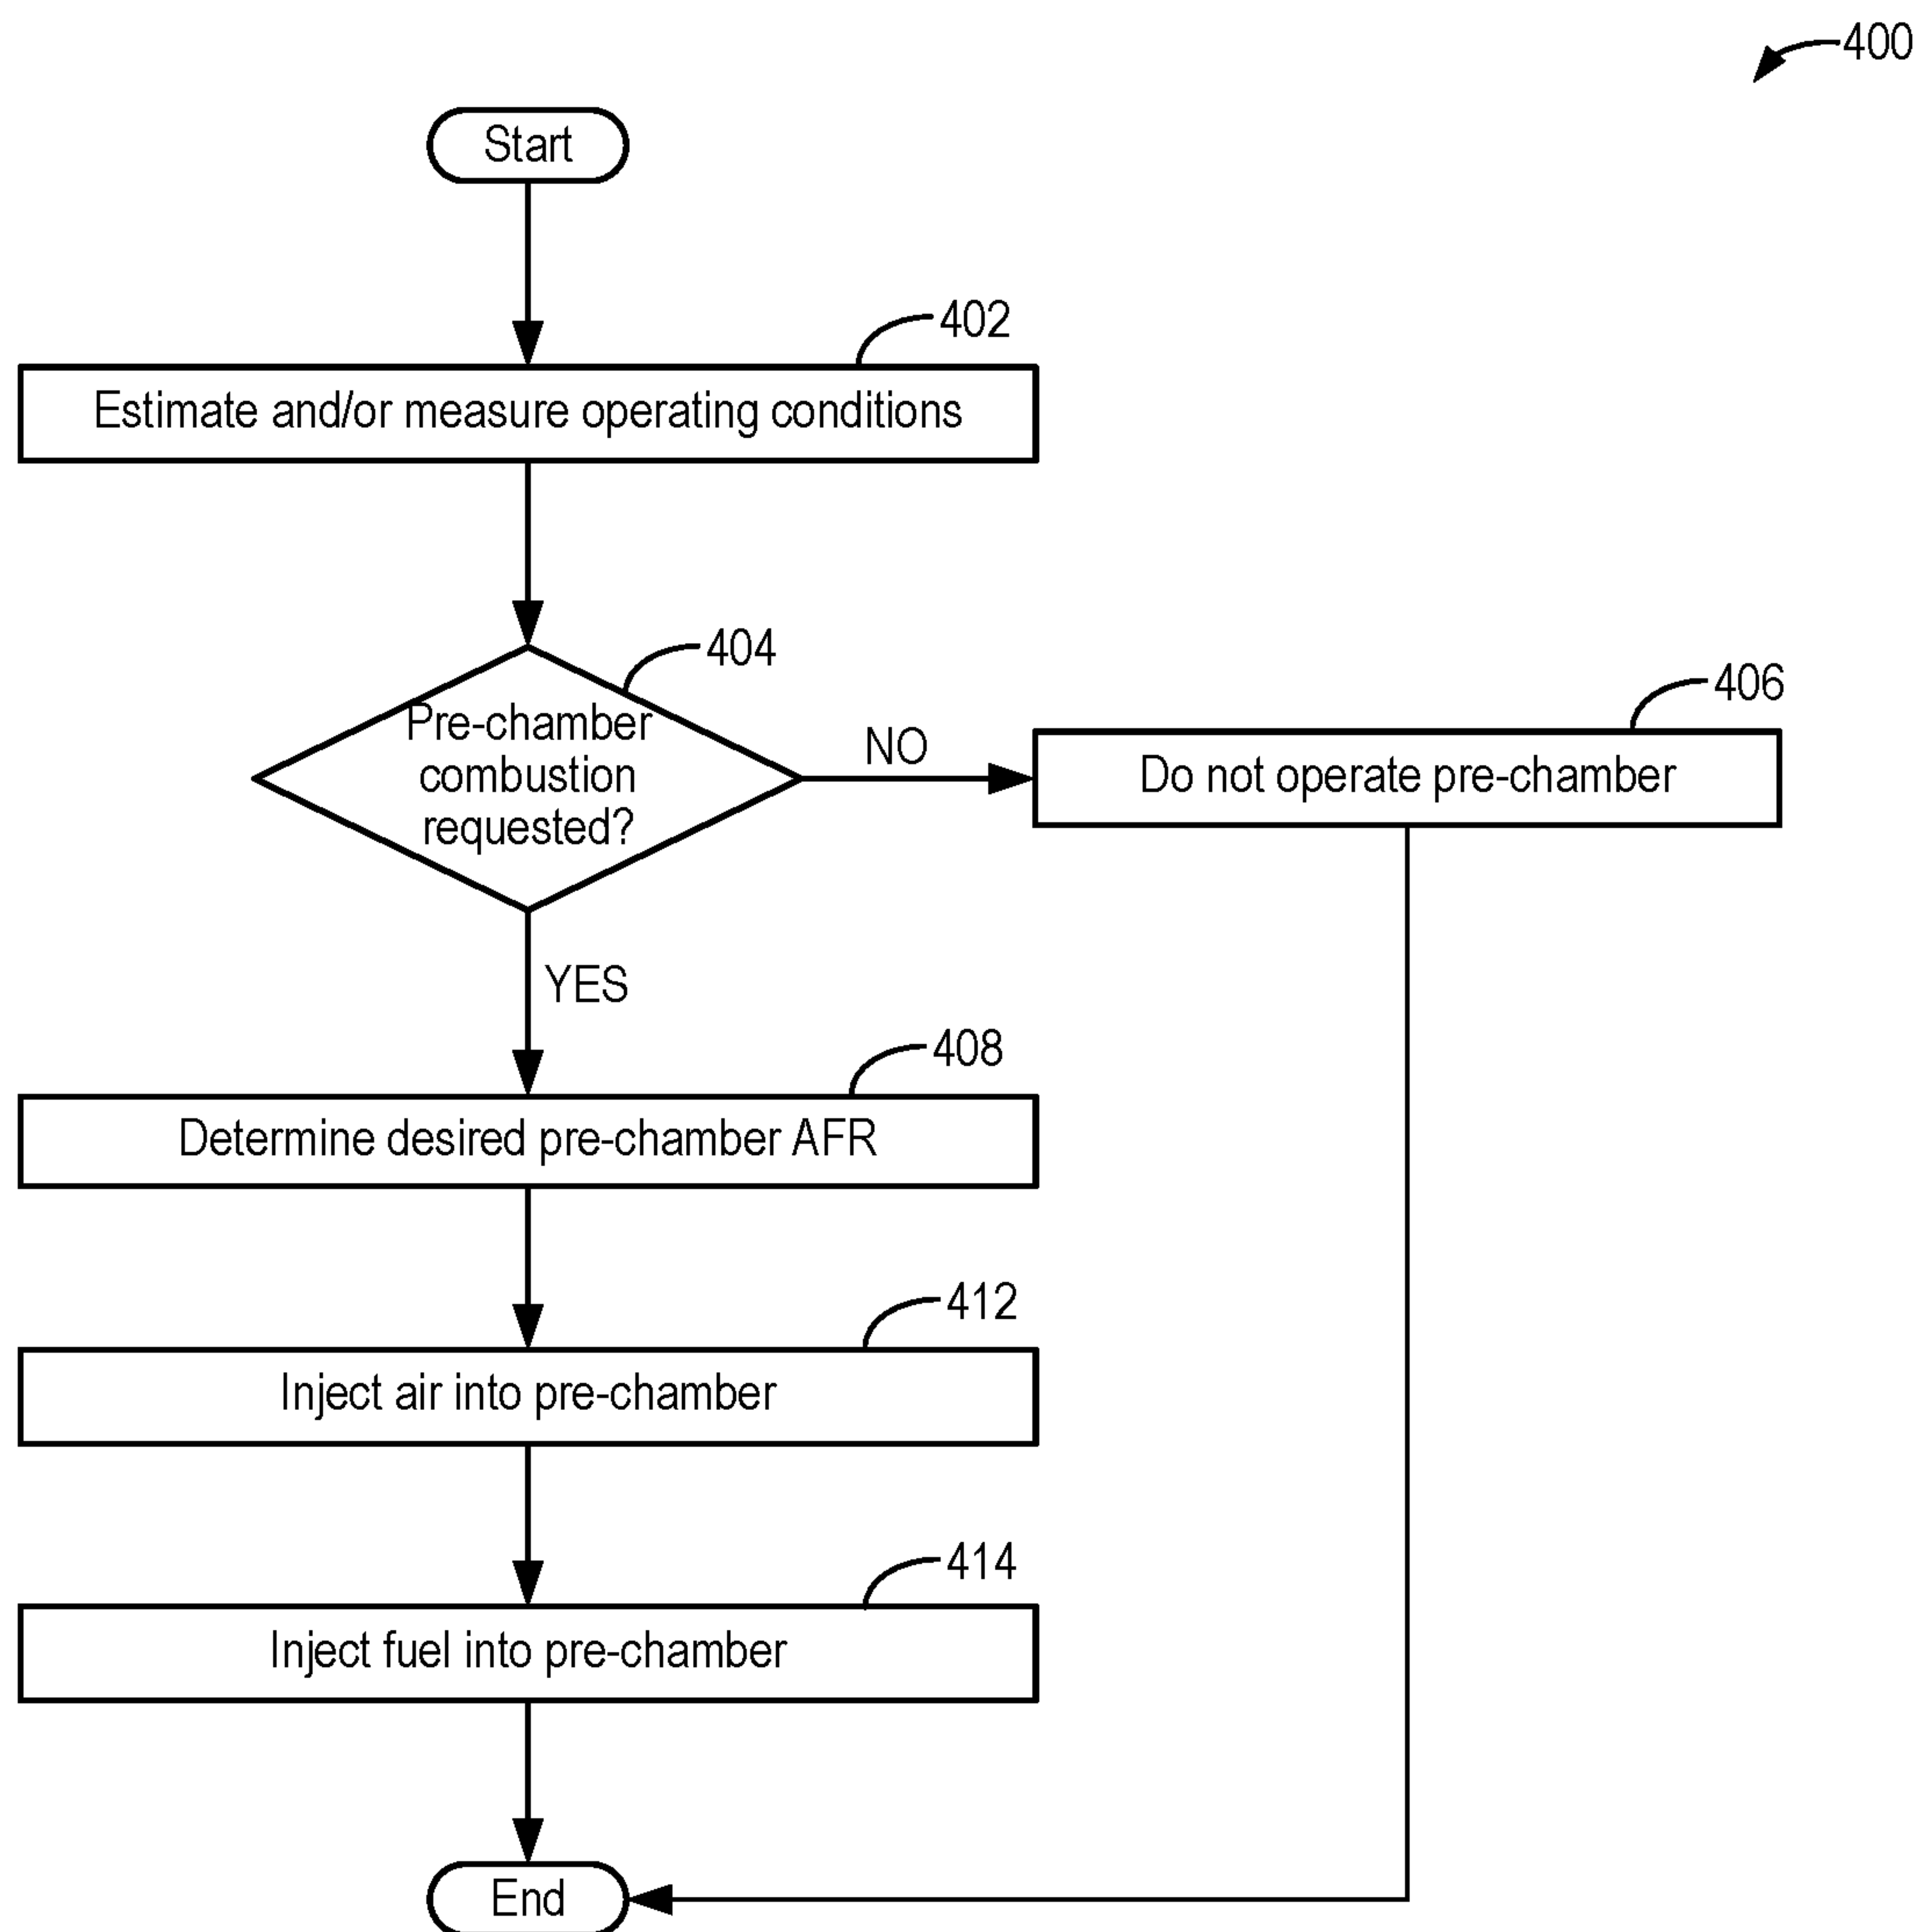 400
Start
402
Estimate and/or measure operating conditions
404
Pre-chamber
combustion
requested?
NO
406
Do not operate pre-chamber
YES
408
Determine desired pre-chamber AFR
412
Inject air into pre-chamber
414
Inject fuel into pre-chamber
End